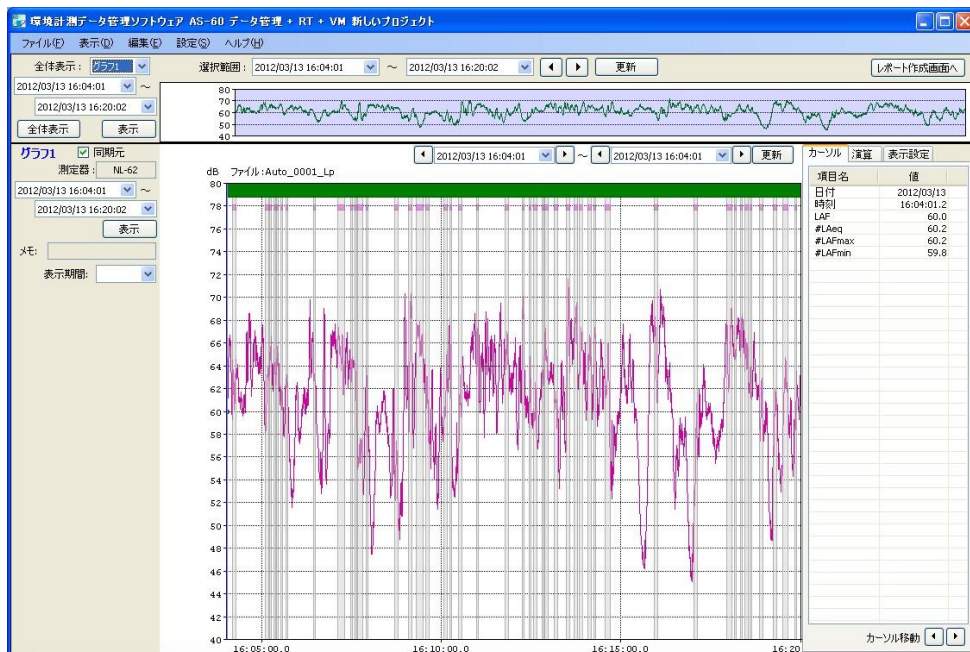 環境計測データ管理ソフトウェア AS-60 データ管理 + RT + VM 新しいプロジェクト
ファイル(F) 表示(D) 編集(E) 設定(S) ヘルプ(H)
全体表示: グラフ1 選択範囲: 2012/03/13 16:04:01 ～ 2012/03/13 16:20:02 更新 レポート作成画面へ
2012/03/13 16:04:01 ～
2012/03/13 16:20:02
全体表示 表示
80
70
60
50
40
グラフ1 同期元
測定器: NL-62
2012/03/13 16:04:01 ～
2012/03/13 16:20:02
表示
メモ:
表示期間:
2012/03/13 16:04:01 ～ 2012/03/13 16:04:01 更新
dB ファイル:Auto_0001_Lp
80
78
76
74
72
70
68
66
64
62
60
58
56
54
52
50
48
46
44
42
40
16:05:00.0 16:10:00.0 16:15:00.0 16:20
カーソル 演算 表示設定
項目名 値
日付 2012/03/13
時刻 16:04:01.2
LAF 60.0
#LAeq 60.2
#LAFmax 60.2
#LAFmin 59.8
カーソル移動